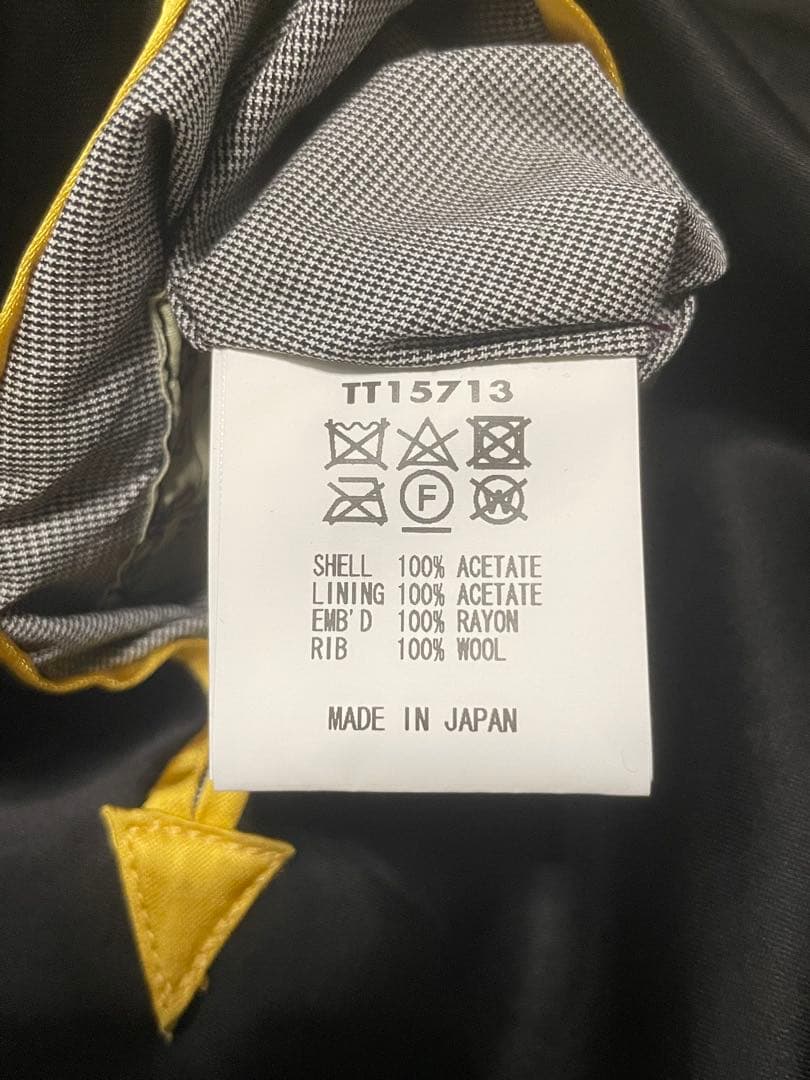 TT15713
F
W
SHELL 100% ACETATE
LINING 100% ACETATE
EMB'D 100% RAYON
RIB 100% WOOL
MADE IN JAPAN